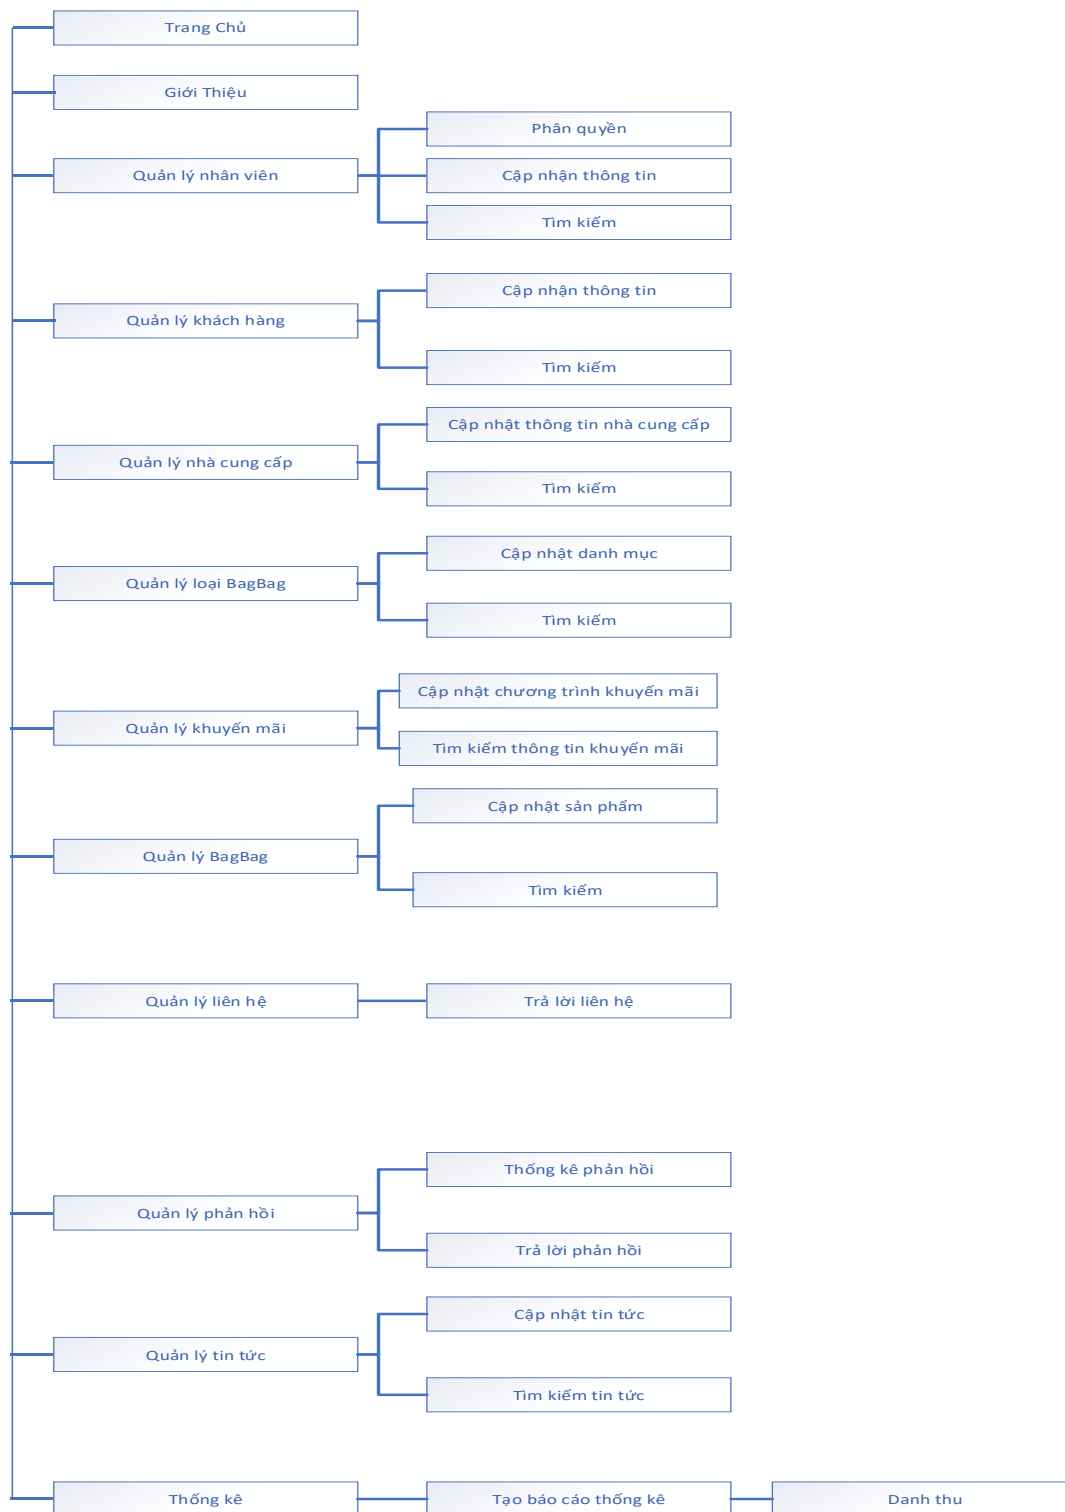 Trang Chủ
Giới Thiệu
Quản lý nhân viên
Phân quyền
Cập nhận thông tin
Tìm kiếm
Quản lý khách hàng
Cập nhận thông tin
Tìm kiếm
Quản lý nhà cung cấp
Cập nhật thông tin nhà cung cấp
Tìm kiếm
Quản lý loại BagBag
Cập nhật danh mục
Tìm kiếm
Quản lý khuyến mãi
Cập nhật chương trình khuyến mãi
Tìm kiếm thông tin khuyến mãi
Quản lý BagBag
Cập nhật sản phẩm
Tìm kiếm
Quản lý liên hệ
Trả lời liên hệ
Quản lý phản hồi
Thống kê phản hồi
Trả lời phản hồi
Quản lý tin tức
Cập nhật tin tức
Tìm kiếm tin tức
Thống kê
Tạo báo cáo thống kê
Danh thu